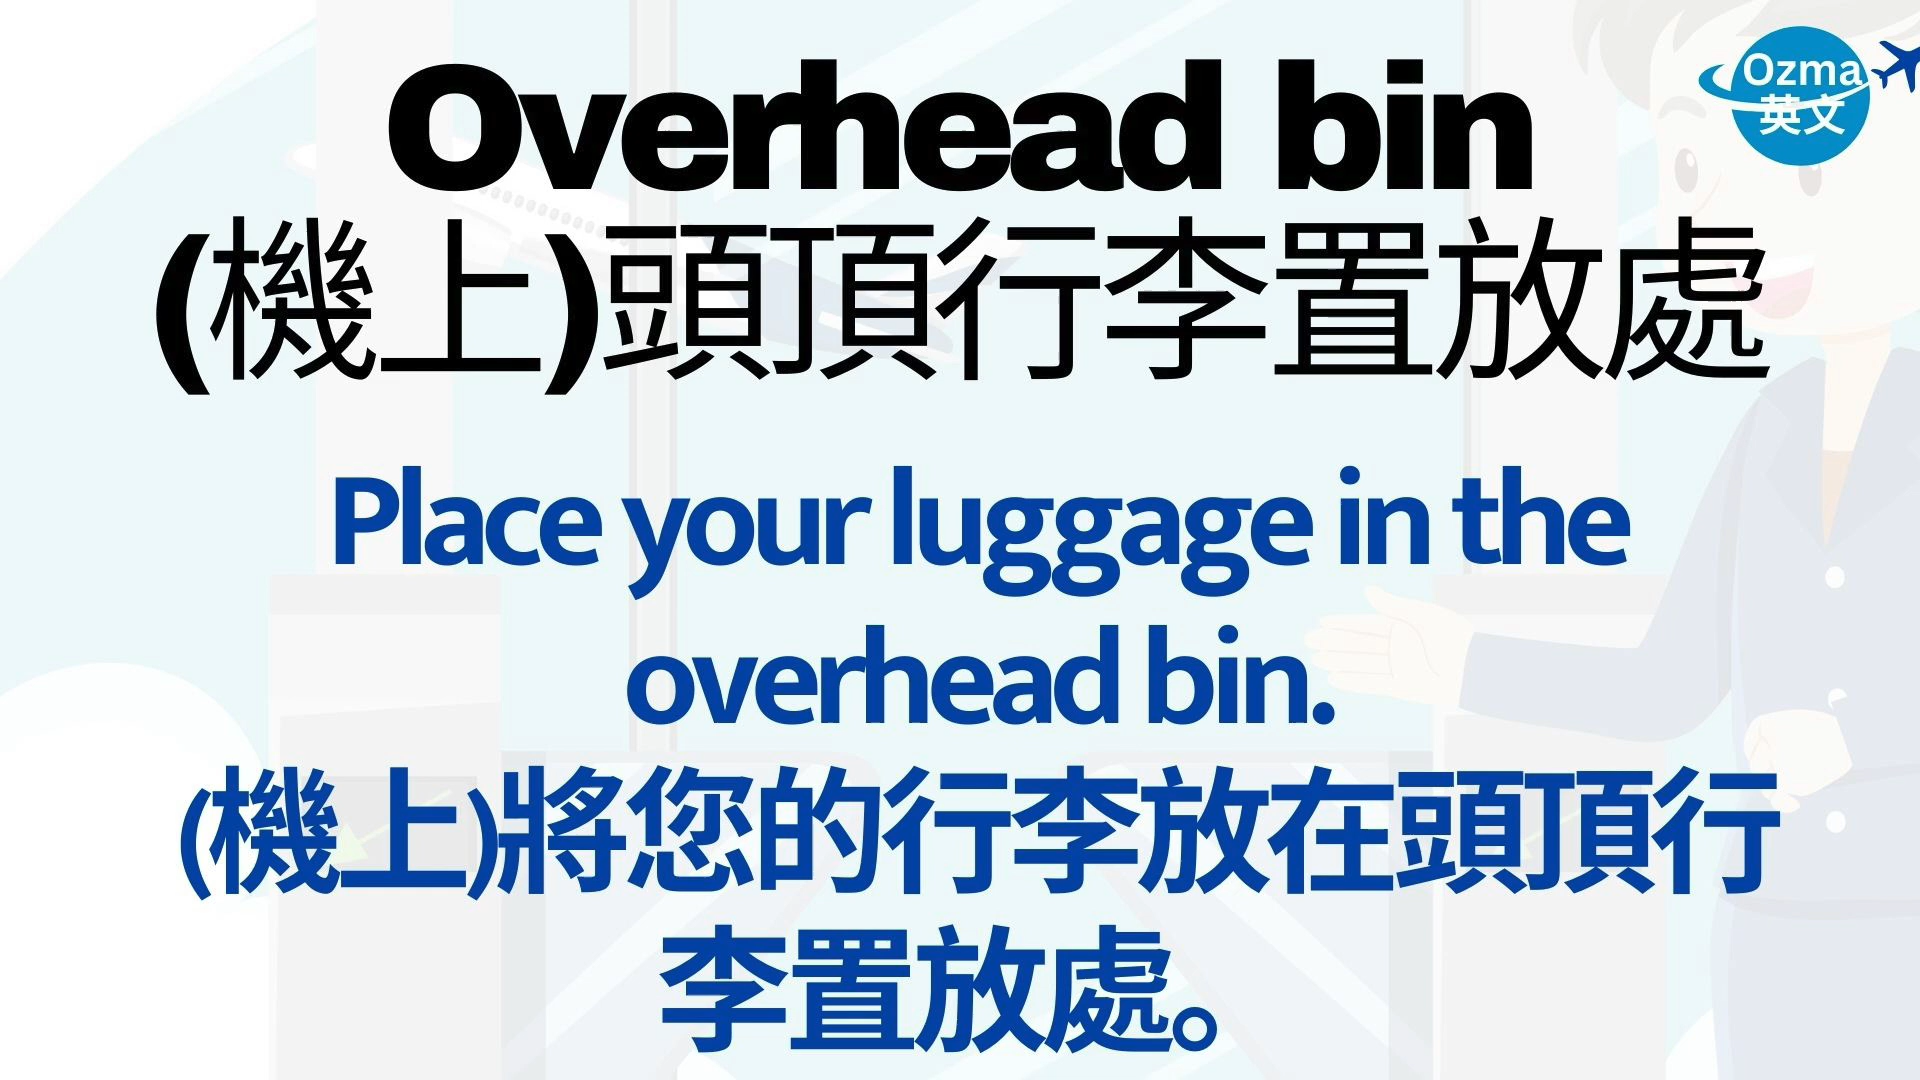 Overhead bin
(機上)頭頂行李置放處
Ozma
英文
Place your luggage in the
overhead bin.
(機上)將您的行李放在頭頂行
李置放處。